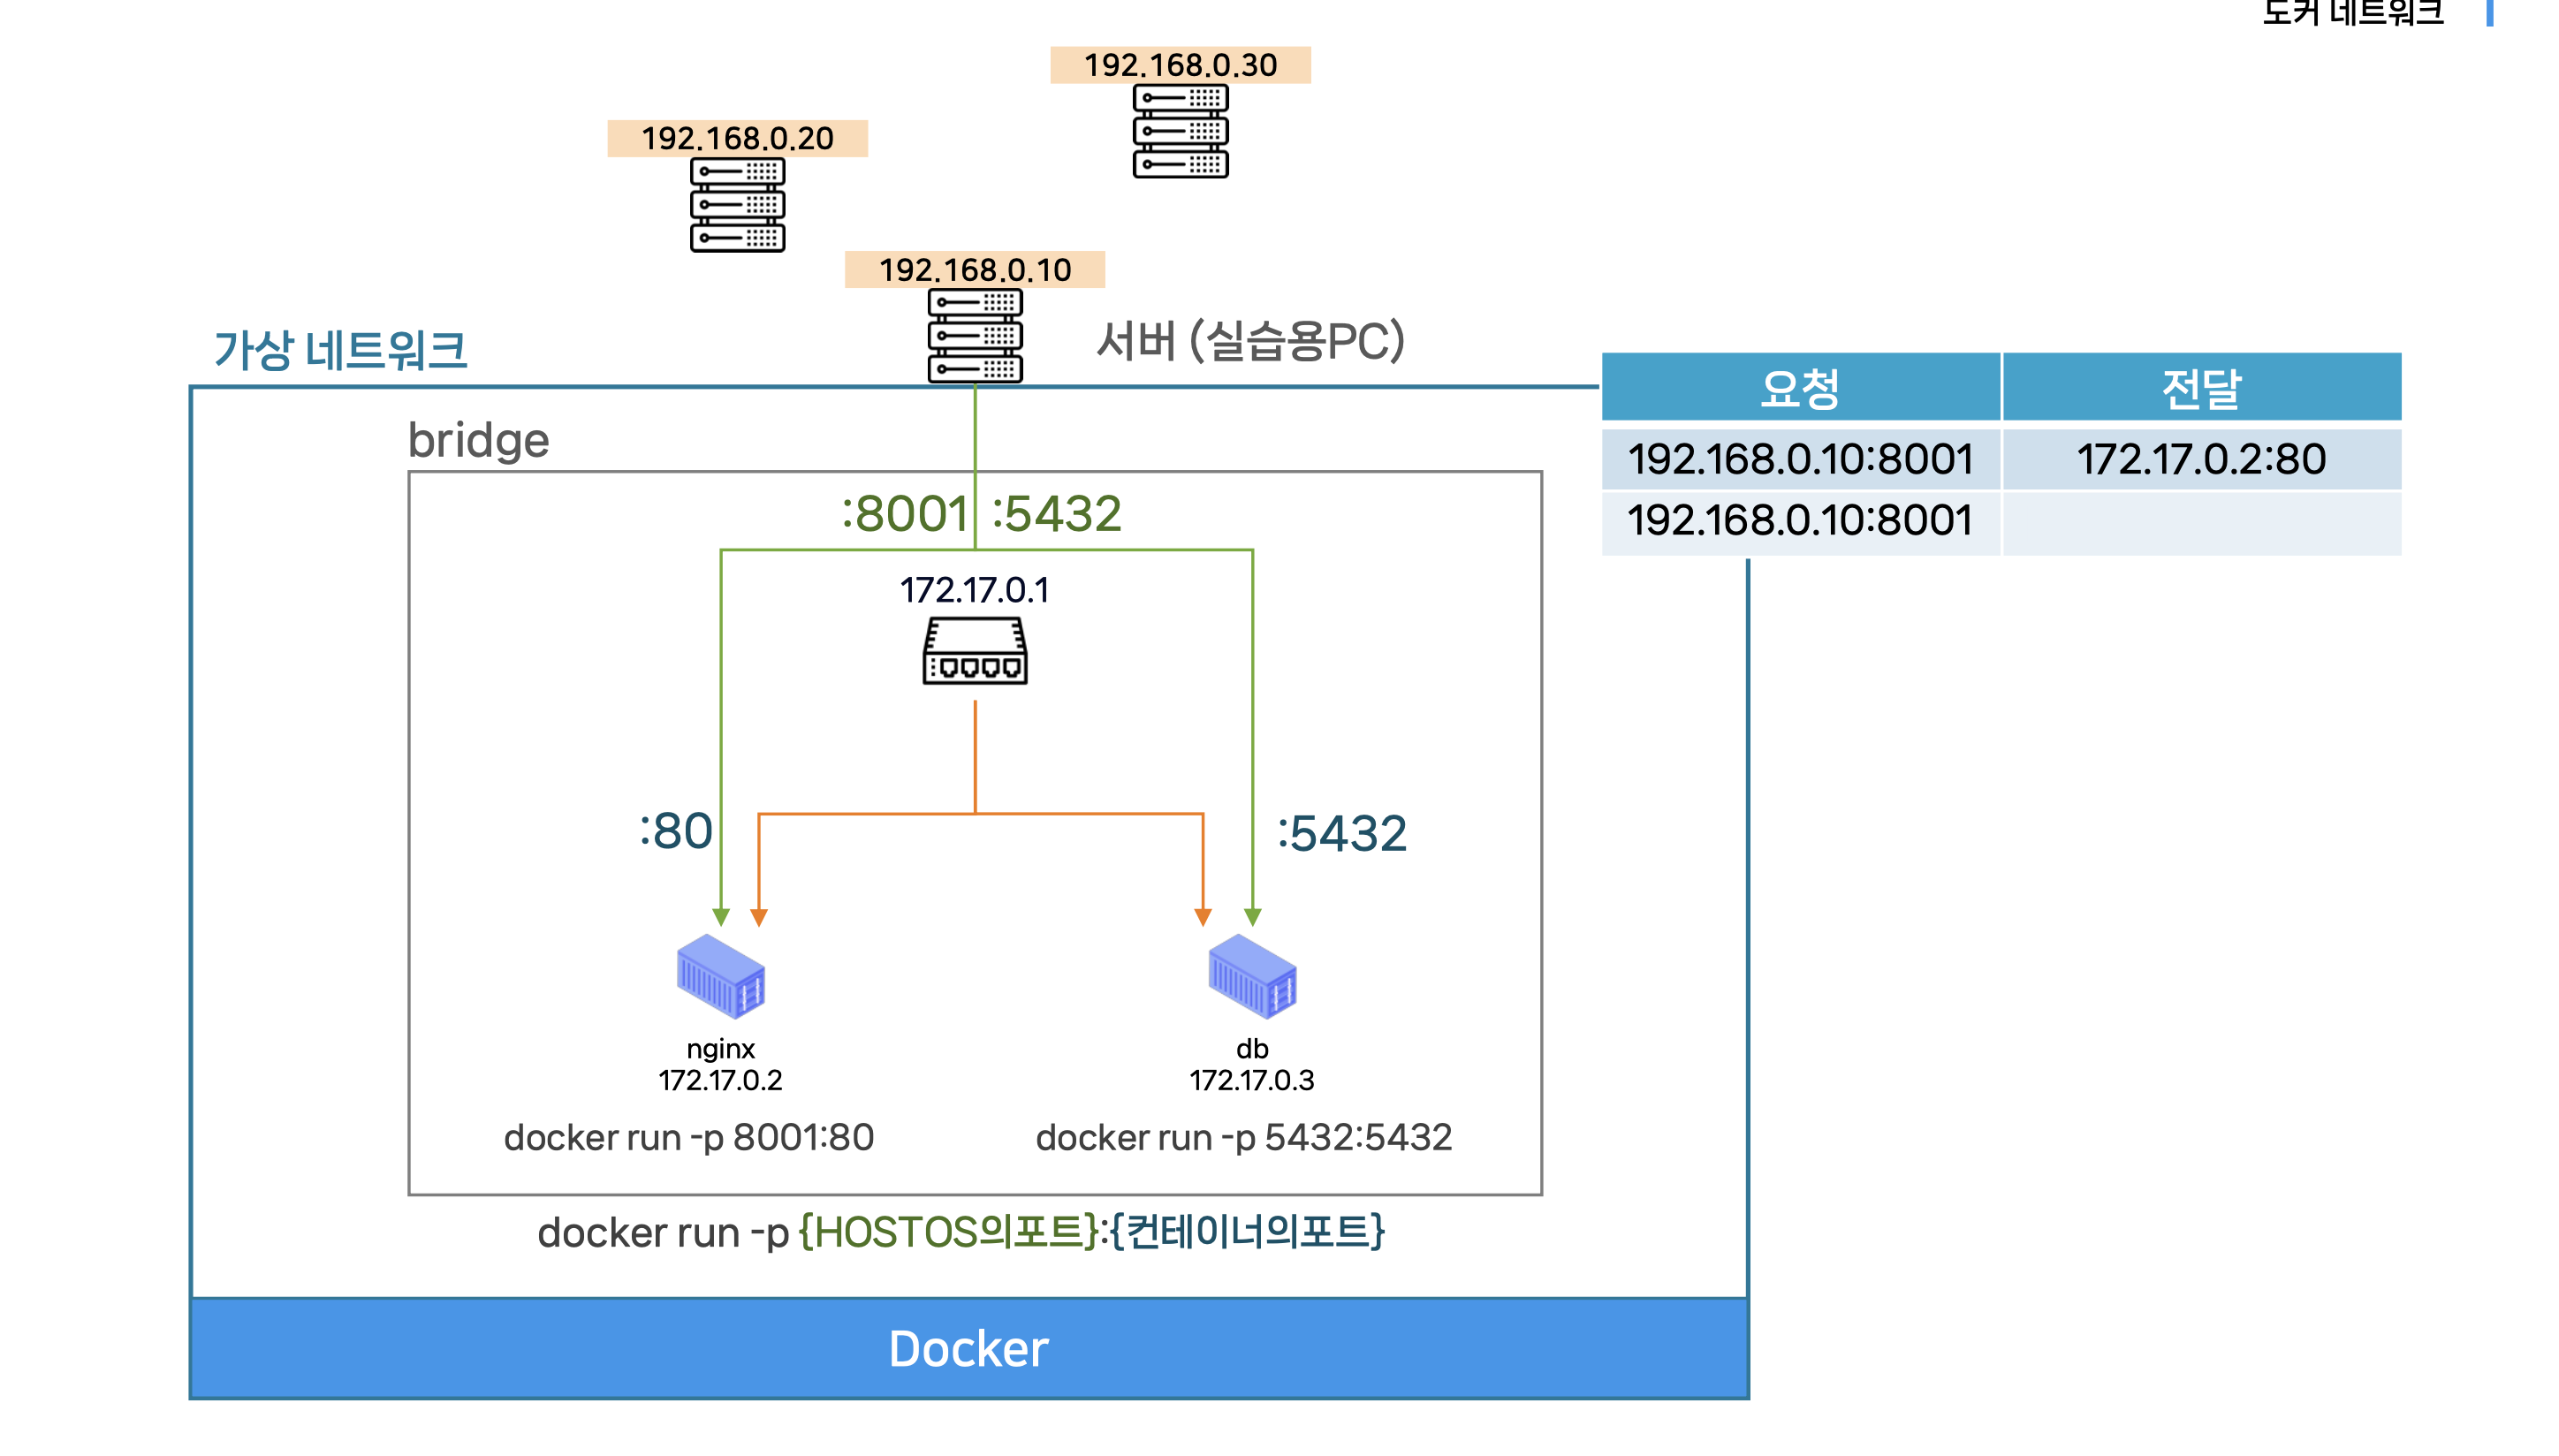 도커 네트워크
192.168.0.30
192.168.0.20
192.168.0.10
서버 (실습용PC)
가상 네트워크
요청 전달
192.168.0.10:8001 172.17.0.2:80
192.168.0.10:8001
bridge
:8001 :5432
172.17.0.1
:80 :5432
nginx
172.17.0.2
db
172.17.0.3
docker run -p 8001:80
docker run -p 5432:5432
docker run -p {HOSTOS의포트}:{컨테이너의포트}
Docker